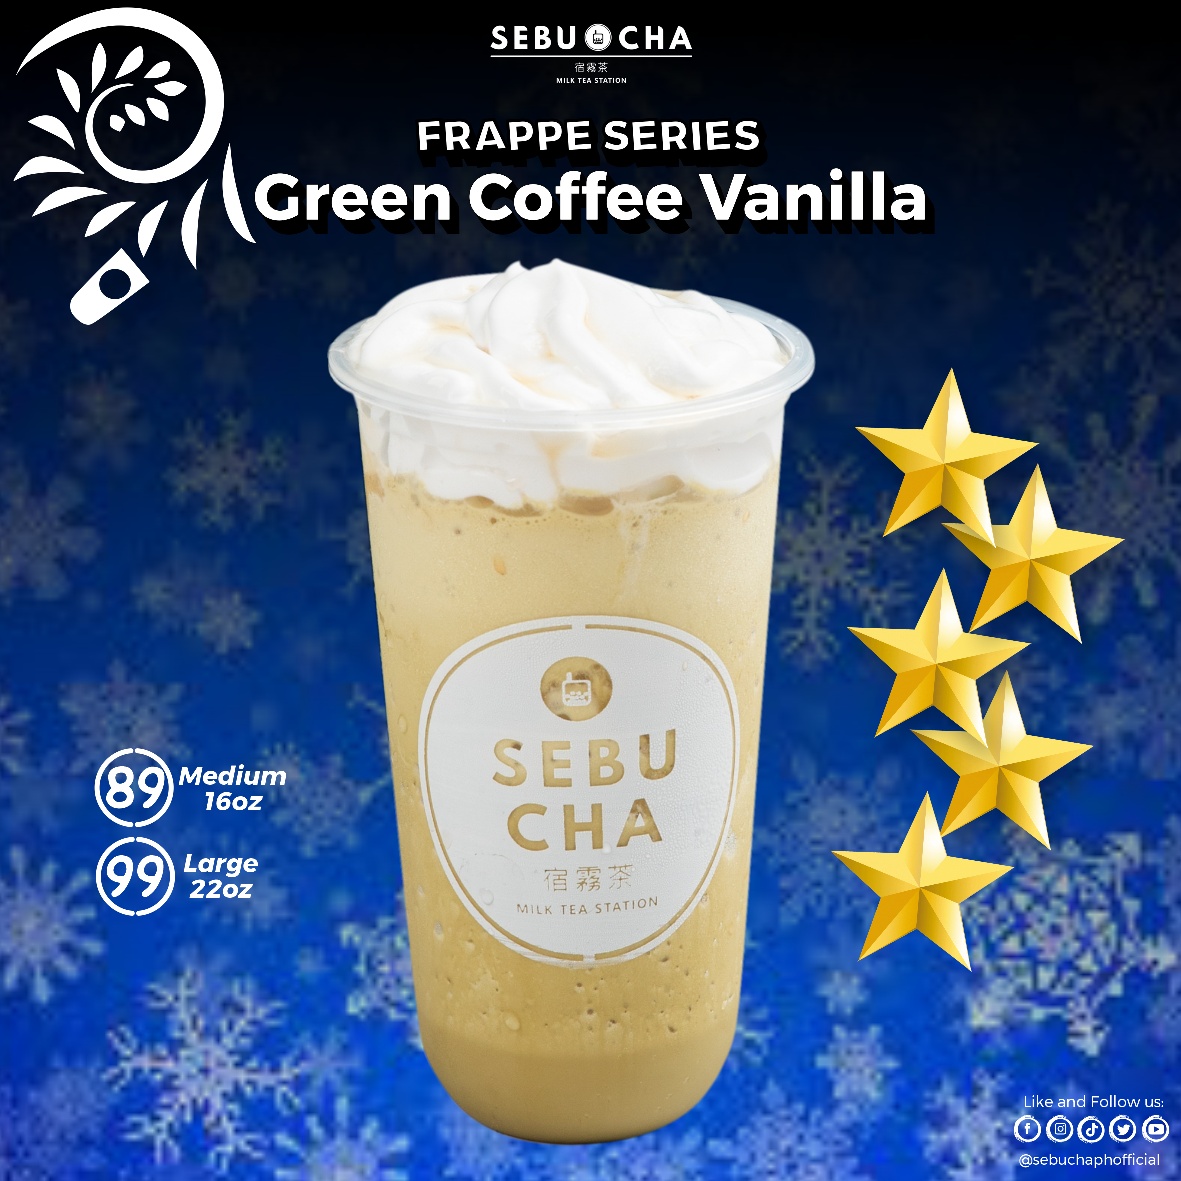 SEBU CHA
宿霧茶
MILK TEA STATION
FRAPPE SERIES
Green Coffee Vanilla
SEBU
CHA
宿霧茶
MILK TEA STATION
89 Medium
16oz
99 Large
22oz
Like and Follow us:
@sebuchaphofficial